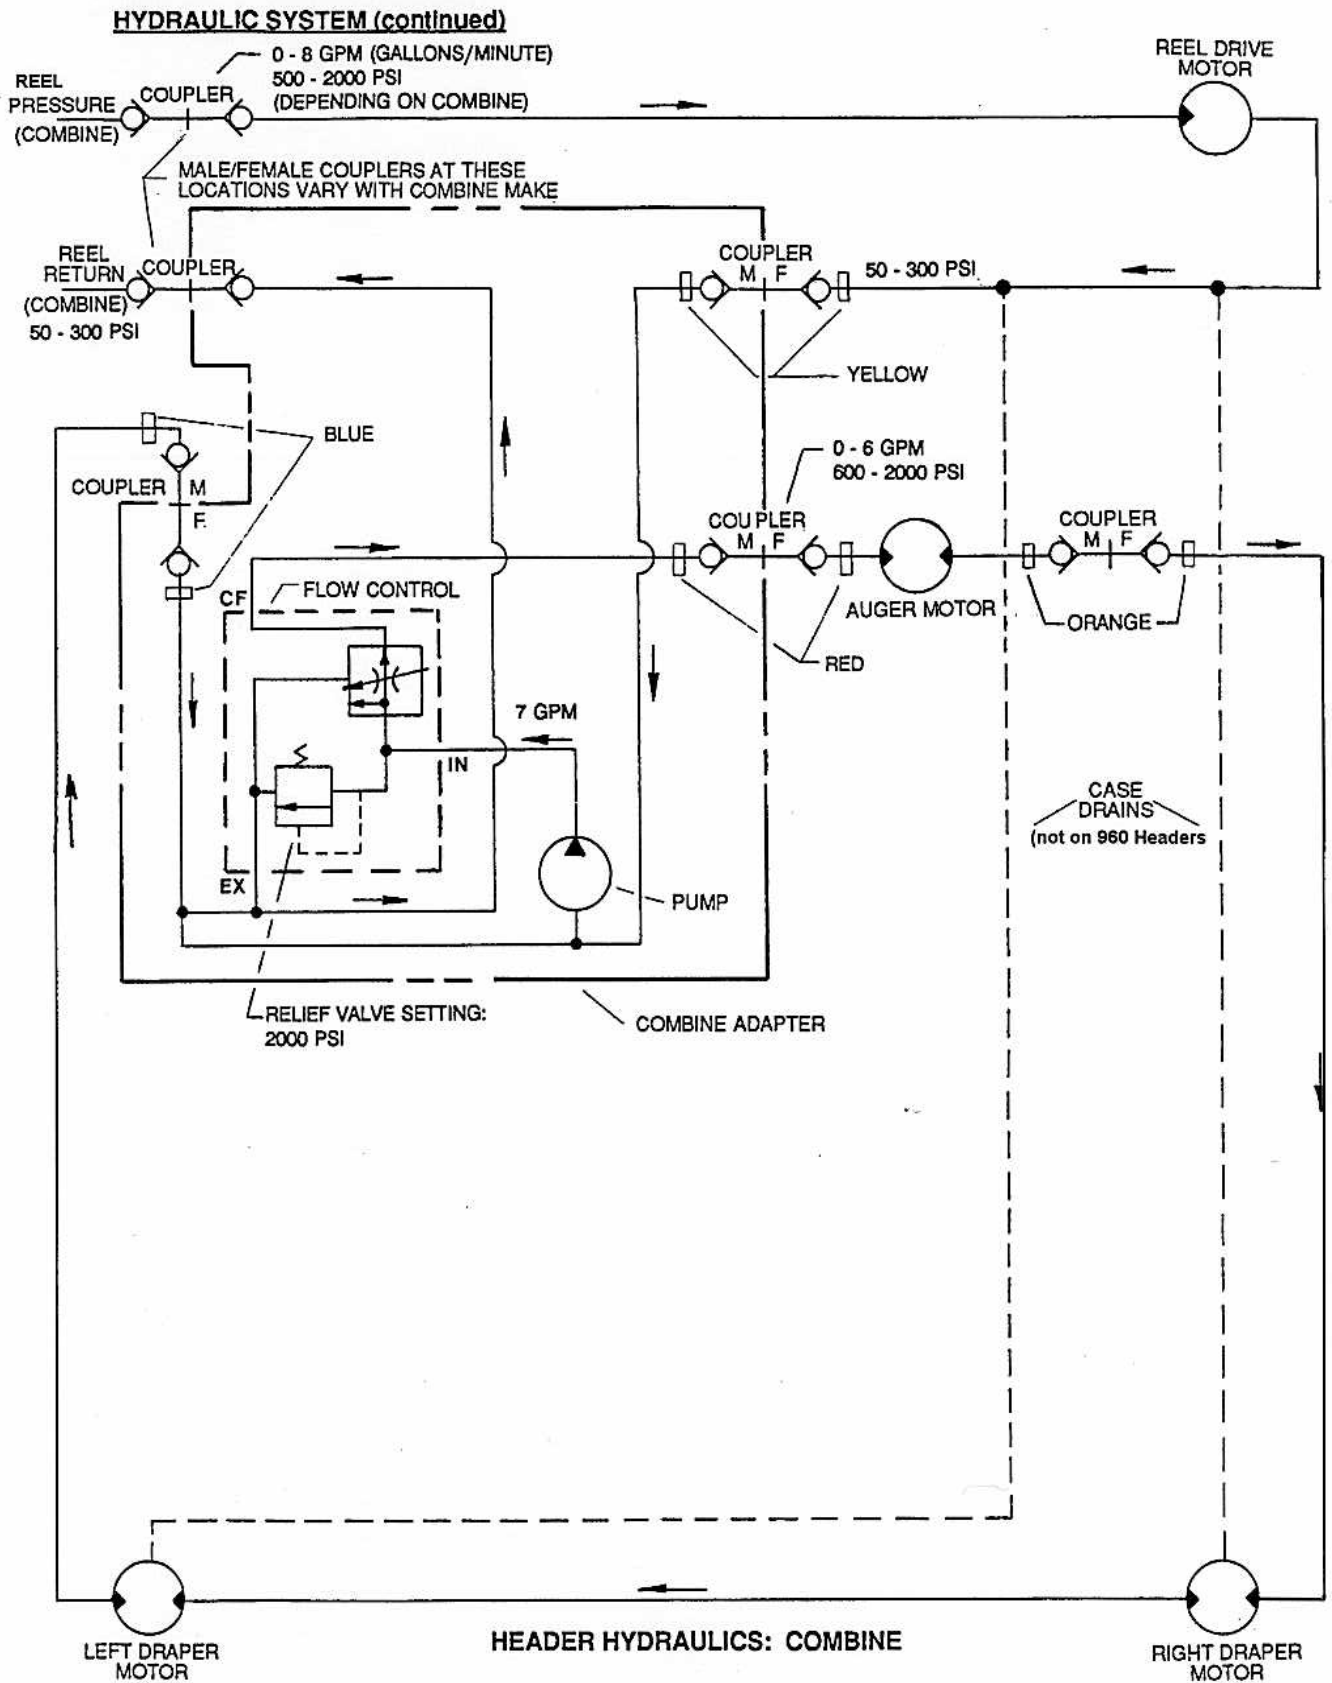 HYDRAULIC SYSTEM (continued)
0 - 8 GPM (GALLONS/MINUTE)
500 - 2000 PSI
(DEPENDING ON COMBINE)
REEL
PRESSURE
(COMBINE)
COUPLER
REEL DRIVE
MOTOR
MALE/FEMALE COUPLERS AT THESE
LOCATIONS VARY WITH COMBINE MAKE
REEL
RETURN
(COMBINE)
50 - 300 PSI
COUPLER
COUPLER
M F
50 - 300 PSI
YELLOW
BLUE
COUPLER M
F
0 - 6 GPM
600 - 2000 PSI
COUPLER
M F
COUPLER
M F
AUGER MOTOR
ORANGE
RED
CF
FLOW CONTROL
7 GPM
IN
EX
PUMP
CASE
DRAINS
(not on 960 Headers
RELIEF VALVE SETTING:
2000 PSI
COMBINE ADAPTER
LEFT DRAPER
MOTOR
HEADER HYDRAULICS: COMBINE
RIGHT DRAPER
MOTOR